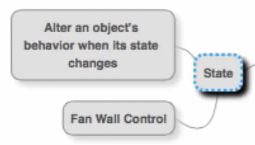 Alter an object's
behavior when its state
changes
State
Fan Wall Control